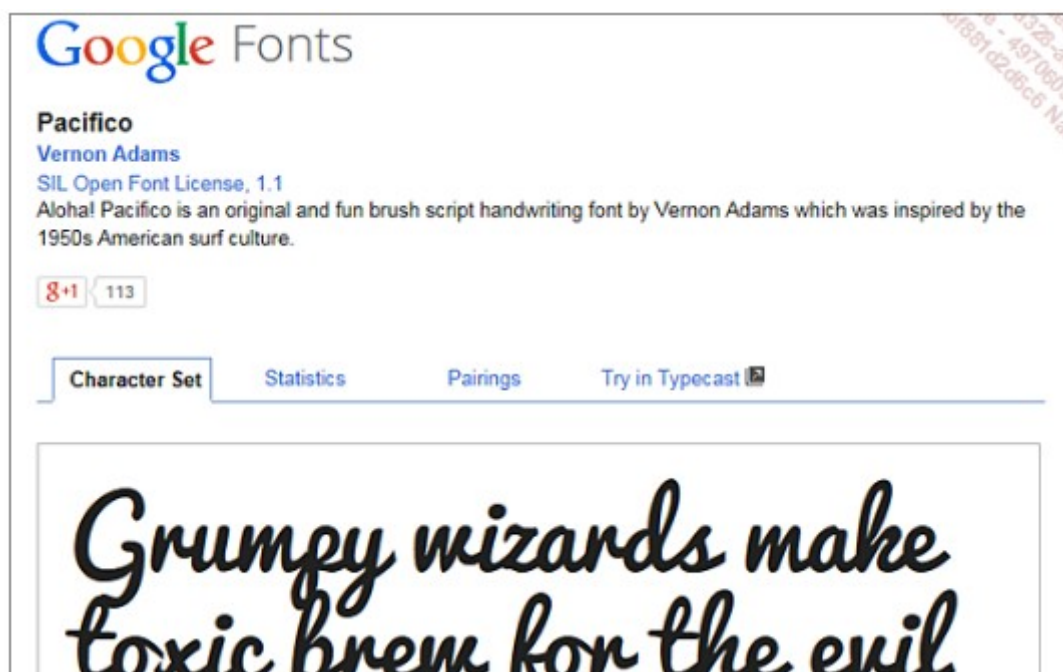 Google Fonts
Pacifico
Vernon Adams
SIL Open Font License, 1.1
Aloha! Pacifico is an original and fun brush script handwriting font by Vernon Adams which was inspired by the
1950s American surf culture.
g+1 113
Character Set Statistics Pairings Try in Typecast
Grumpy wizards make
toxic brew for the evil